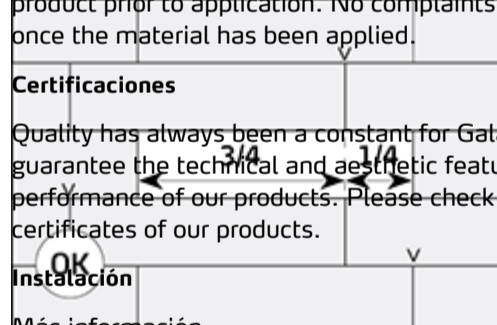 product prior to application. No complaints
once the material has been applied.
Certificaciones
Quality has always been a constant for
3/4 1/4
guarantee the technical and aesthetic
performance of our products. Please check
certificates of our products.
OK
Instalación
Más información